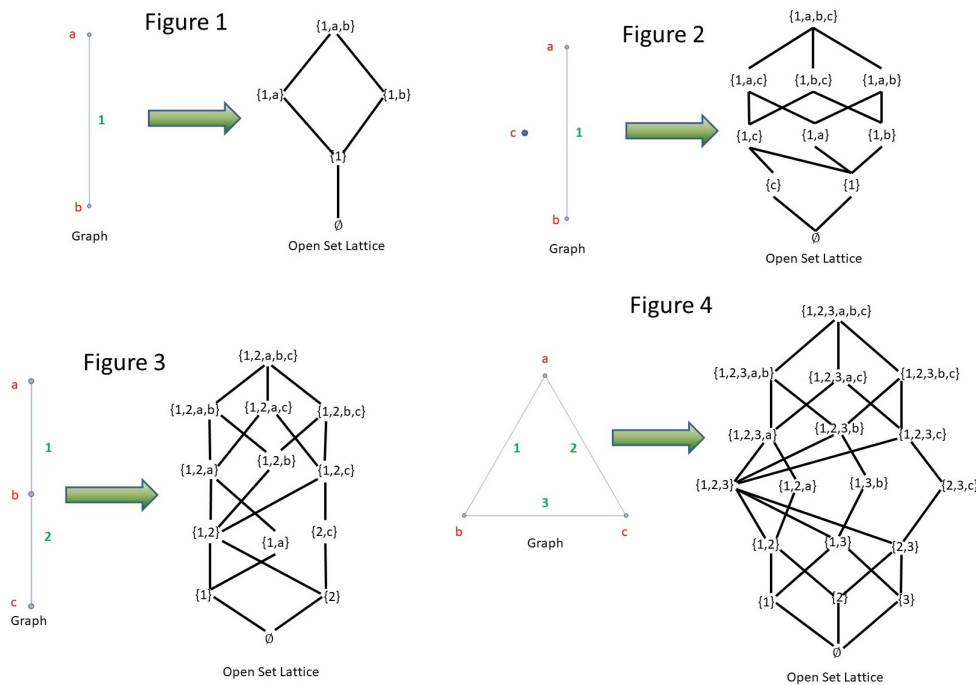 Figure 1
a
1
b
Graph
{1,a,b}
{1,a} {1,b}
{1}
∅
Open Set Lattice
Figure 2
a
c 1
b
Graph
{1,a,b,c}
{1,a,c} {1,b,c} {1,a,b}
{1,c} {1,a} {1,b}
{c} {1}
∅
Open Set Lattice
Figure 3
a
1
b
2
c
Graph
{1,2,a,b,c}
{1,2,a,b} {1,2,a,c} {1,2,b,c}
{1,2,a} {1,2,b} {1,2,c}
{1,2} {1,a} {2,c}
{1} {2}
∅
Open Set Lattice
Figure 4
a
1 2
3
b c
Graph
{1,2,3,a,b,c}
{1,2,3,a,b} {1,2,3,a,c} {1,2,3,b,c}
{1,2,3,a} {1,2,3,b} {1,2,3,c}
{1,2,3} {1,2,a} {1,3,b} {2,3,c}
{1,2} {1,3} {2,3}
{1} {2} {3}
∅
Open Set Lattice